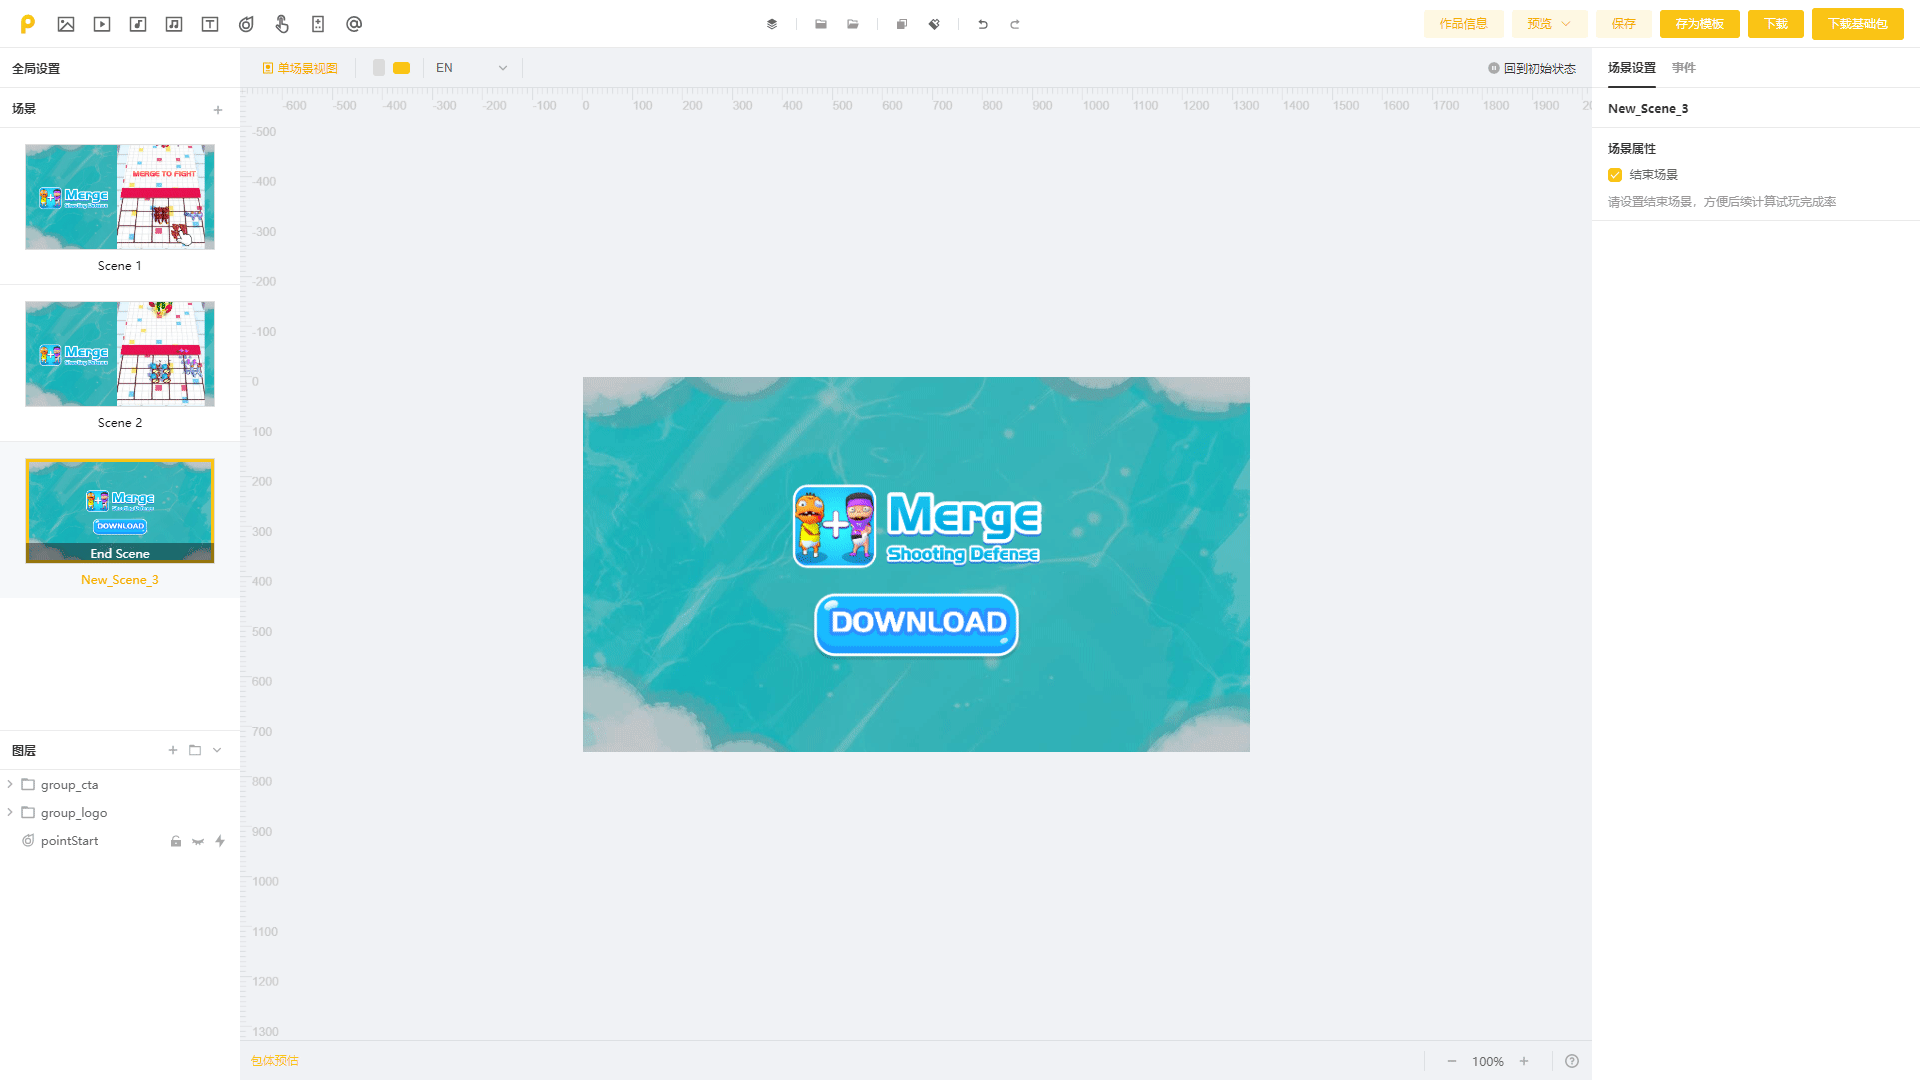 作品信息
预览
保存
存为模板
下载
下载基础包
全局设置
单场景视图
EN
回到初始状态
场景设置
事件
场景
-600 -500 -400 -300 -200 -100 0 100 200 300 400 500 600 700 800 900 1000 1100 1200 1300 1400 1500 1600 1700 1800 1900
New_Scene_3
-500
场景属性
结束场景
请设置结束场景，方便后续计算试玩完成率
MERGE TO FIGHT
-400
Merge
Shooting Defense
-300
Scene 1
-200
-100
Merge
Shooting Defense
0
Scene 2
100
200
Merge
Shooting Defense
DOWNLOAD
Merge
Shooting Defense
300
End Scene
New_Scene_3
400
500
DOWNLOAD
600
700
图层
800
group_cta
group_logo
900
pointStart
1000
1100
1200
1300
包体预估
100%